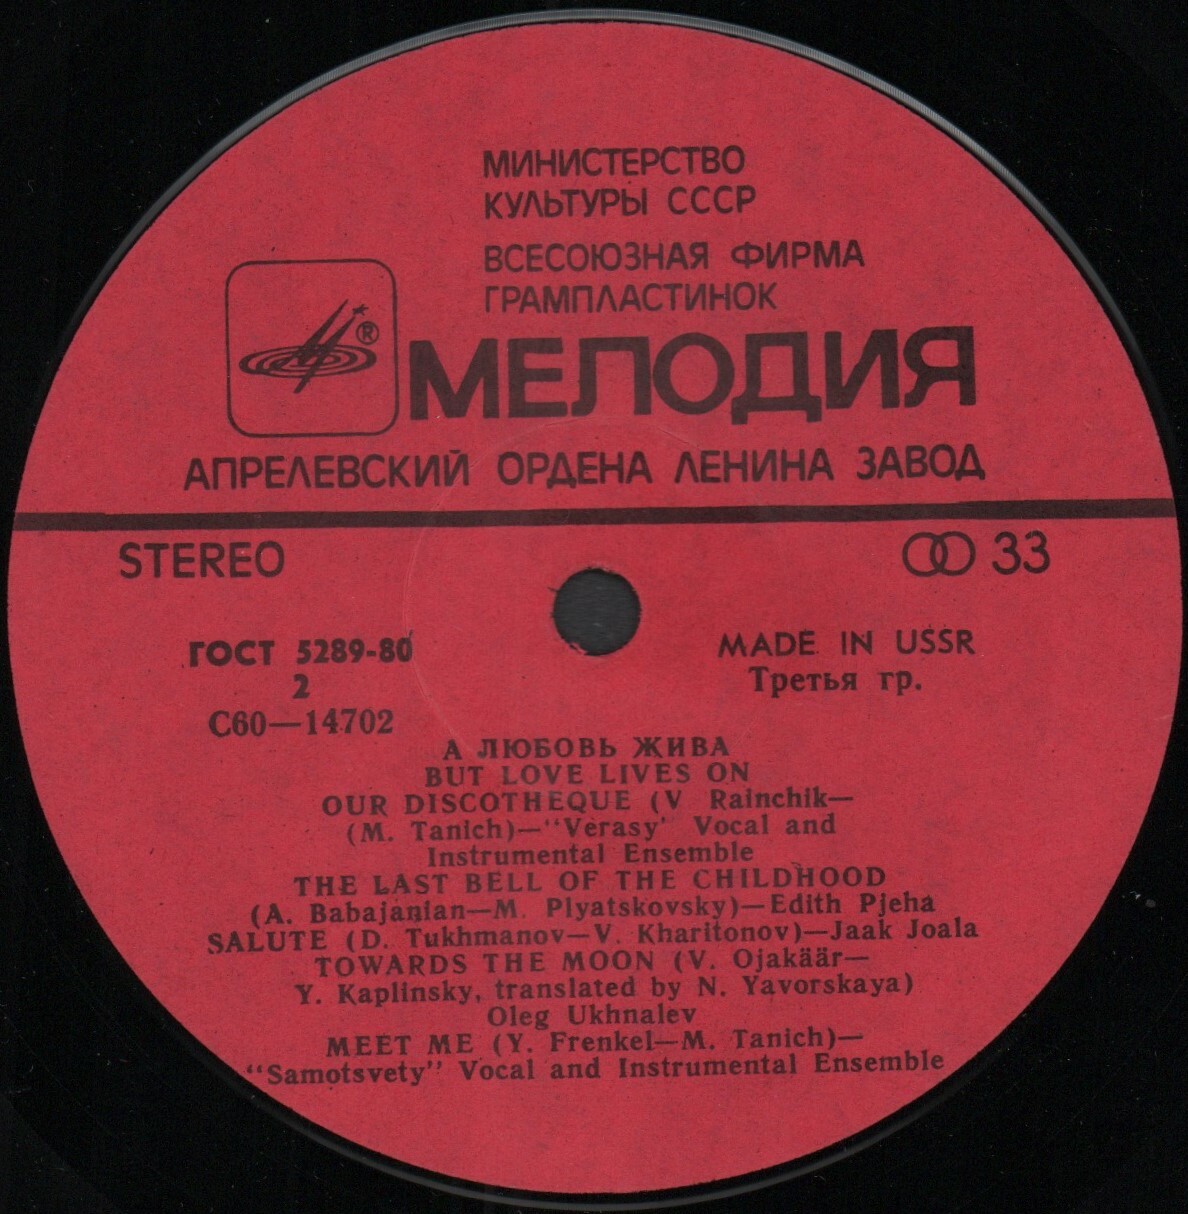 МИНИСТЕРСТВО
КУЛЬТУРЫ СССР
ВСЕСОЮЗНАЯ ФИРМА
ГРАМПЛАСТИНОК
®
МЕЛОДИЯ
АПРЕЛЕВСКИЙ ОРДЕНА ЛЕНИНА ЗАВОД
STEREO
33
ГОСТ 5289-80
2
С60—14702
MADE IN USSR
Третья гр.
А ЛЮБОВЬ ЖИВА
BUT LOVE LIVES ON
OUR DISCOTHEQUE (V Rainchik—
(M. Tanich)—"Verasy' Vocal and
Instrumental Ensemble
THE LAST BELL OF THE CHILDHOOD
(A. Babajanian—M. Plyatskovsky)—Edith Pjeha
SALUTE (D. Tukhmanov—V. Kharitonov)—Jaak Joala
TOWARDS THE MOON (V. Ojakäär—
Y. Kaplinsky, translated by N. Yavorskaya)
Oleg Ukhnalev
MEET ME (Y. Frenkel—M. Tanich)—
"Samotsvety" Vocal and Instrumental Ensemble